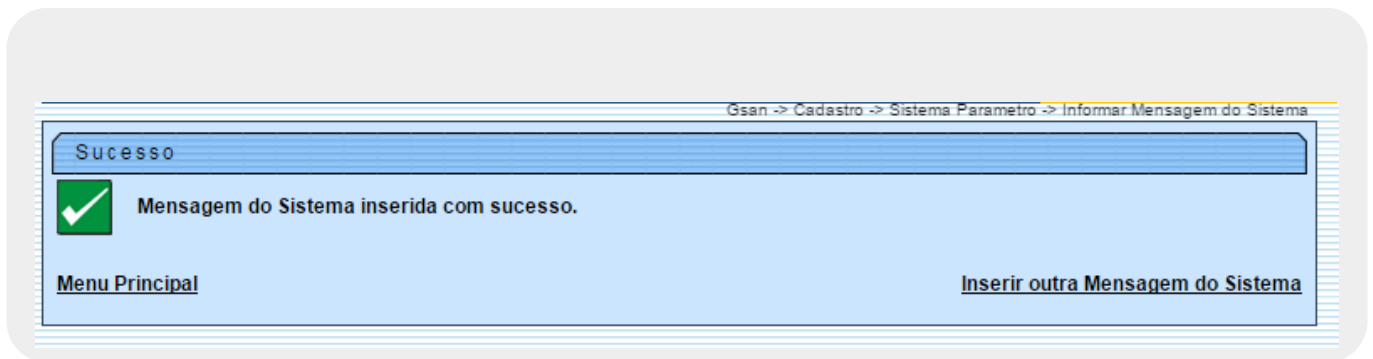 Gsan -> Cadastro -> Sistema Parametro -> Informar Mensagem do Sistema
Sucesso
Mensagem do Sistema inserida com sucesso.
Menu Principal
Inserir outra Mensagem do Sistema